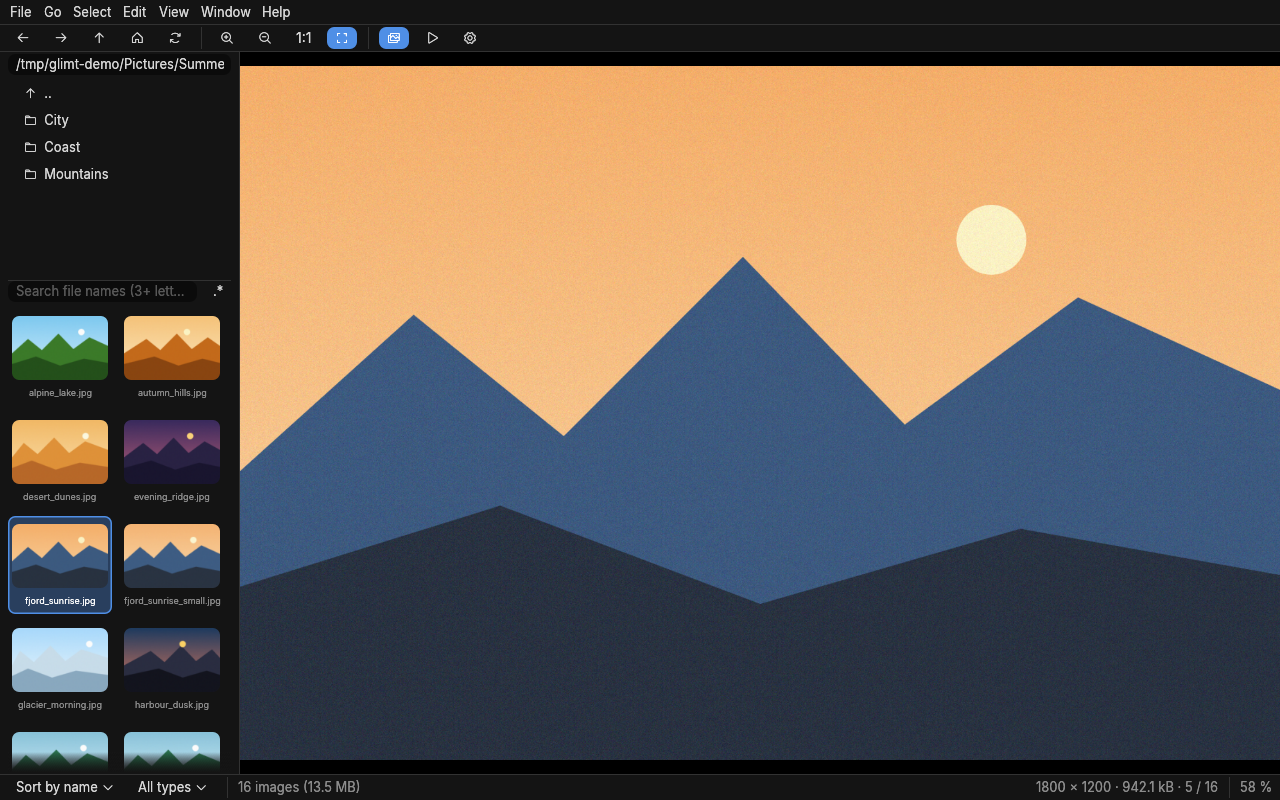 File Go Select Edit View Window Help
1:1
/tmp/glimt-demo/Pictures/Summe
..
City
Coast
Mountains
Search file names (3+ lett... .*
alpine_lake.jpg autumn_hills.jpg
desert_dunes.jpg evening_ridge.jpg
fjord_sunrise.jpg fjord_sunrise_small.jpg
glacier_morning.jpg harbour_dusk.jpg
Sort by name All types 16 images (13.5 MB) 1800 × 1200 · 942.1 kB · 5 / 16 58 %